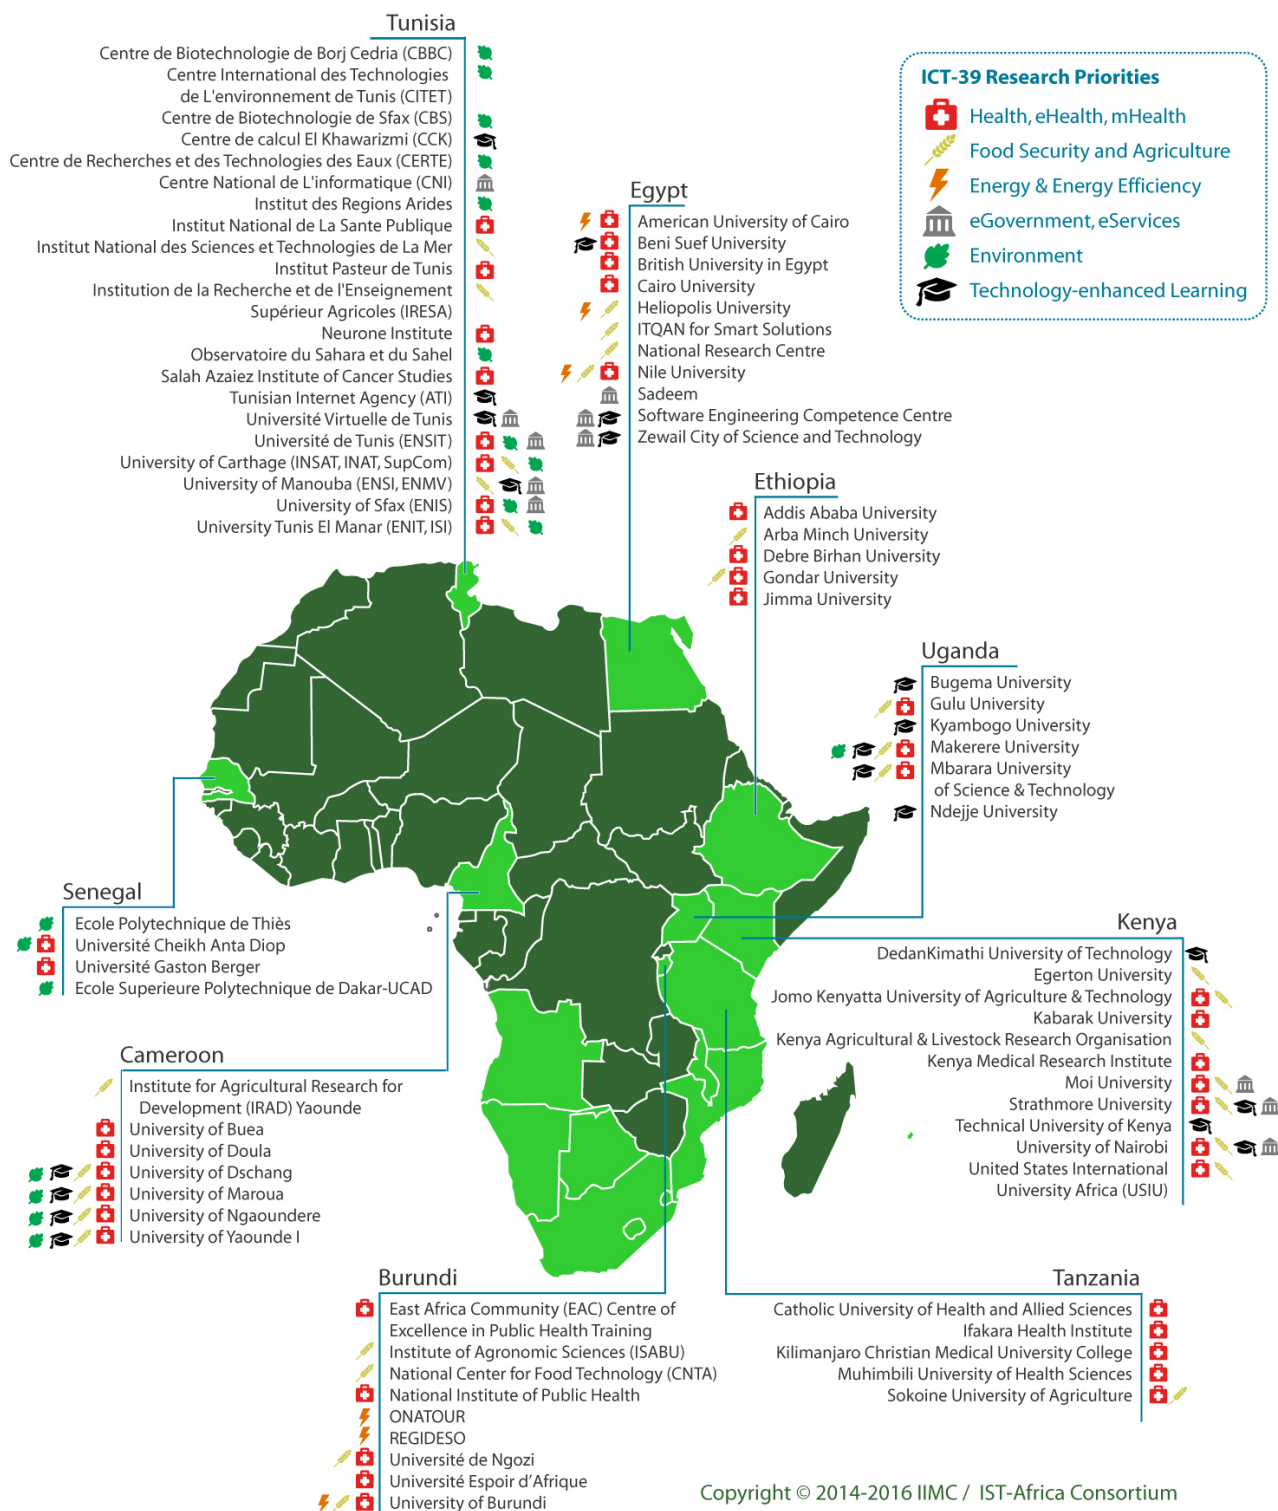 Tunisia
Centre de Biotechnologie de Borj Cedria (CBBC)
Centre International des Technologies
de L'environnement de Tunis (CITET)
Centre de Biotechnologie de Sfax (CBS)
Centre de calcul El Khawarizmi (CCK)
Centre de Recherches et des Technologies des Eaux (CERTE)
Centre National de L'informatique (CNI)
Institut des Regions Arides
Institut National de La Sante Publique
Institut National des Sciences et Technologies de La Mer
Institut Pasteur de Tunis
Institution de la Recherche et de l'Enseignement
Supérieur Agricoles (IRESA)
Neurone Institute
Observatoire du Sahara et du Sahel
Salah Azaiez Institute of Cancer Studies
Tunisian Internet Agency (ATI)
Université Virtuelle de Tunis
Université de Tunis (ENSIT)
University of Carthage (INSAT, INAT, SupCom)
University of Manouba (ENSI, ENMV)
University of Sfax (ENIS)
University Tunis El Manar (ENIT, ISI)
ICT-39 Research Priorities
Health, eHealth, mHealth
Food Security and Agriculture
Energy & Energy Efficiency
eGovernment, eServices
Environment
Technology-enhanced Learning
Egypt
American University of Cairo
Beni Suef University
British University in Egypt
Cairo University
Heliopolis University
ITQAN for Smart Solutions
National Research Centre
Nile University
Sadeem
Software Engineering Competence Centre
Zewail City of Science and Technology
Ethiopia
Addis Ababa University
Arba Minch University
Debre Birhan University
Gondar University
Jimma University
Uganda
Bugema University
Gulu University
Kyambogo University
Makerere University
Mbarara University
of Science & Technology
Ndejje University
Senegal
Ecole Polytechnique de Thiès
Université Cheikh Anta Diop
Université Gaston Berger
Ecole Superieure Polytechnique de Dakar-UCAD
Kenya
DedanKimathi University of Technology
Egerton University
Jomo Kenyatta University of Agriculture & Technology
Kabarak University
Kenya Agricultural & Livestock Research Organisation
Kenya Medical Research Institute
Moi University
Strathmore University
Technical University of Kenya
University of Nairobi
United States International
University Africa (USIU)
Cameroon
Institute for Agricultural Research for
Development (IRAD) Yaounde
University of Buea
University of Doula
University of Dschang
University of Maroua
University of Ngaoundere
University of Yaounde I
Burundi
East Africa Community (EAC) Centre of
Excellence in Public Health Training
Institute of Agronomic Sciences (ISABU)
National Center for Food Technology (CNTA)
National Institute of Public Health
ONATOUR
REGIDESO
Université de Ngozi
Université Espoir d'Afrique
University of Burundi
Tanzania
Catholic University of Health and Allied Sciences
Ifakara Health Institute
Kilimanjaro Christian Medical University College
Muhimbili University of Health Sciences
Sokoine University of Agriculture
Copyright © 2014-2016 IIMC / IST-Africa Consortium